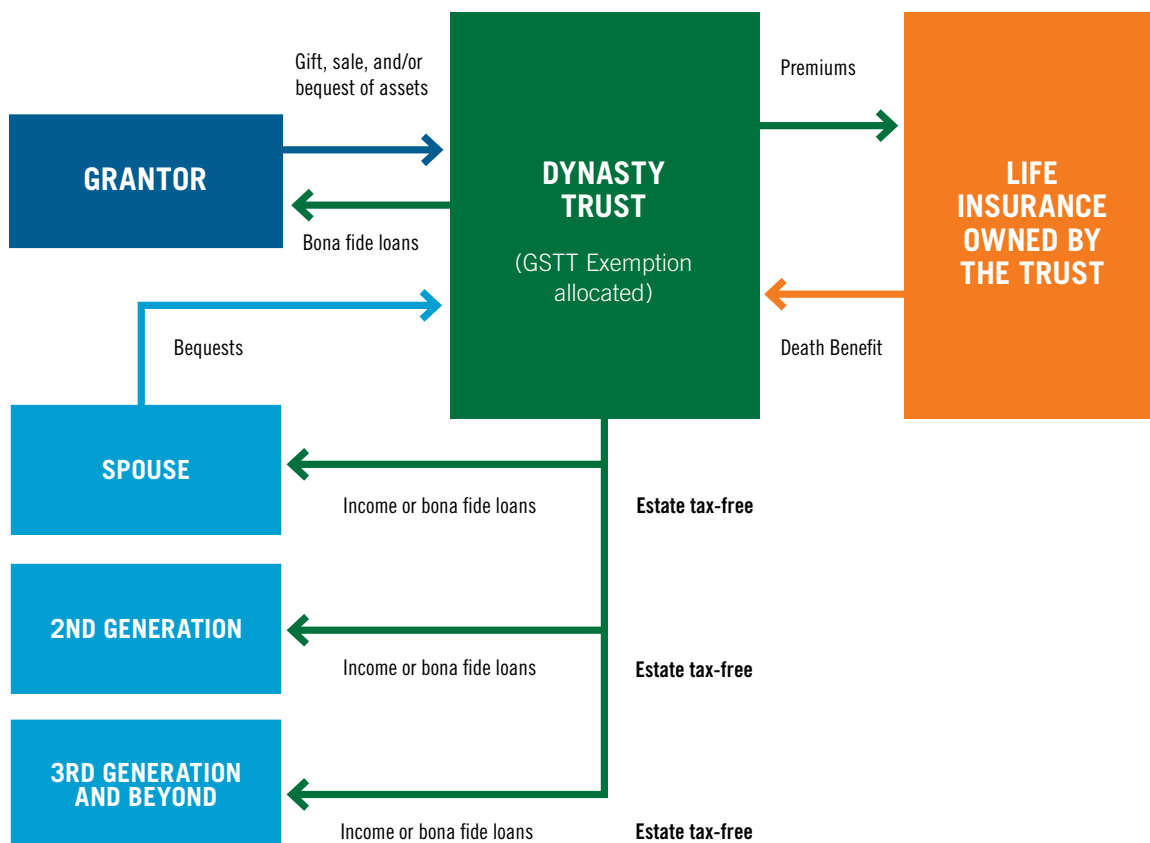 Gift, sale, and/or
bequest of assets
Premiums
GRANTOR
DYNASTY
TRUST
(GSTT Exemption
allocated)
LIFE
INSURANCE
OWNED BY
THE TRUST
Bona fide loans
Bequests
Death Benefit
SPOUSE
Income or bona fide loans
Estate tax-free
2ND GENERATION
Income or bona fide loans
Estate tax-free
3RD GENERATION
AND BEYOND
Income or bona fide loans
Estate tax-free